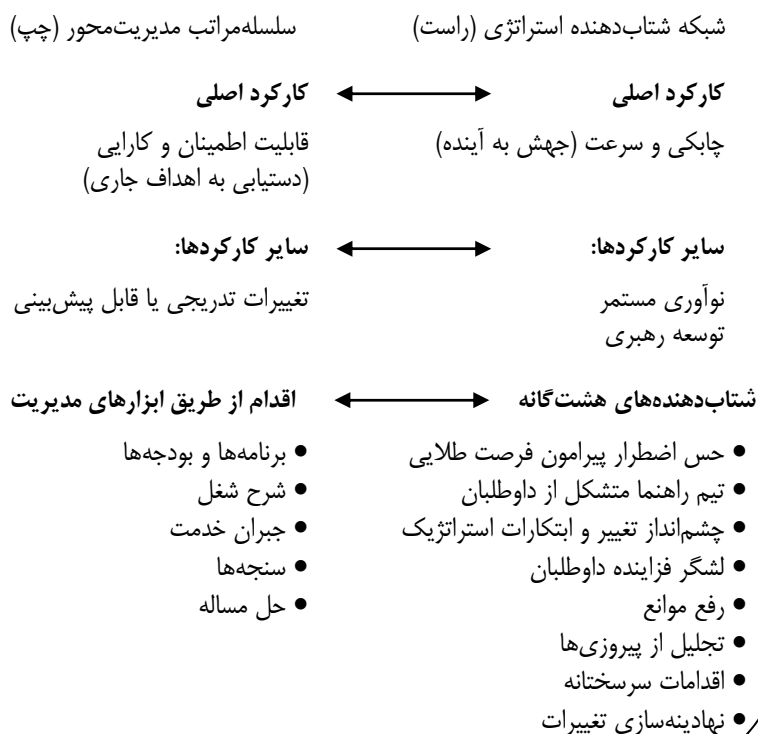 شبکه شتاب‌دهنده استراتژی (راست)
سلسله‌مراتب مدیریت‌محور (چپ)
کارکرد اصلی
کارکرد اصلی
چابکی و سرعت (جهش به آینده)
قابلیت اطمینان و کارایی
(دستیابی به اهداف جاری)
سایر کارکردها:
سایر کارکردها:
نوآوری مستمر
توسعه رهبری
تغییرات تدریجی یا قابل پیش‌بینی
شتاب‌دهنده‌های هشت‌گانه
اقدام از طریق ابزارهای مدیریت
• حس اضطرار پیرامون فرصت طلایی
• تیم راهنما متشکل از داوطلبان
• چشم‌انداز تغییر و ابتکارات استراتژیک
• لشگر فزاینده داوطلبان
• رفع موانع
• تجلیل از پیروزی‌ها
• اقدامات سرسختانه
• نهادینه‌سازی تغییرات
• برنامه‌ها و بودجه‌ها
• شرح شغل
• جبران خدمت
• سنجه‌ها
• حل مساله